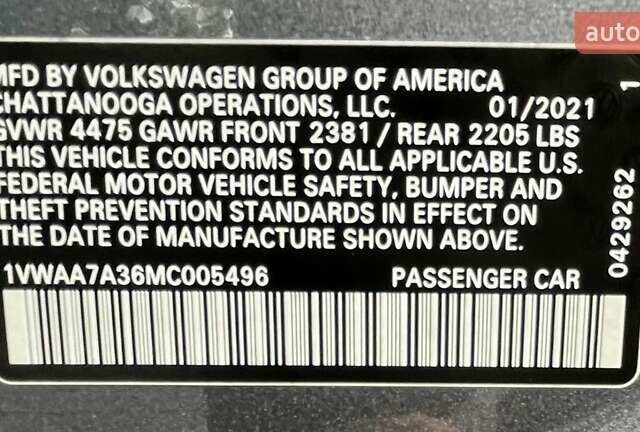 auto
MFD BY VOLKSWAGEN GROUP OF AMERICA
CHATTANOOGA OPERATIONS, LLC. 01/2021
GVWR 4475 GAWR FRONT 2381 / REAR 2205 LBS
THIS VEHICLE CONFORMS TO ALL APPLICABLE U.S.
FEDERAL MOTOR VEHICLE SAFETY, BUMPER AND
THEFT PREVENTION STANDARDS IN EFFECT ON
THE DATE OF MANUFACTURE SHOWN ABOVE.
1VWAA7A36MC005496 PASSENGER CAR
0429262 1